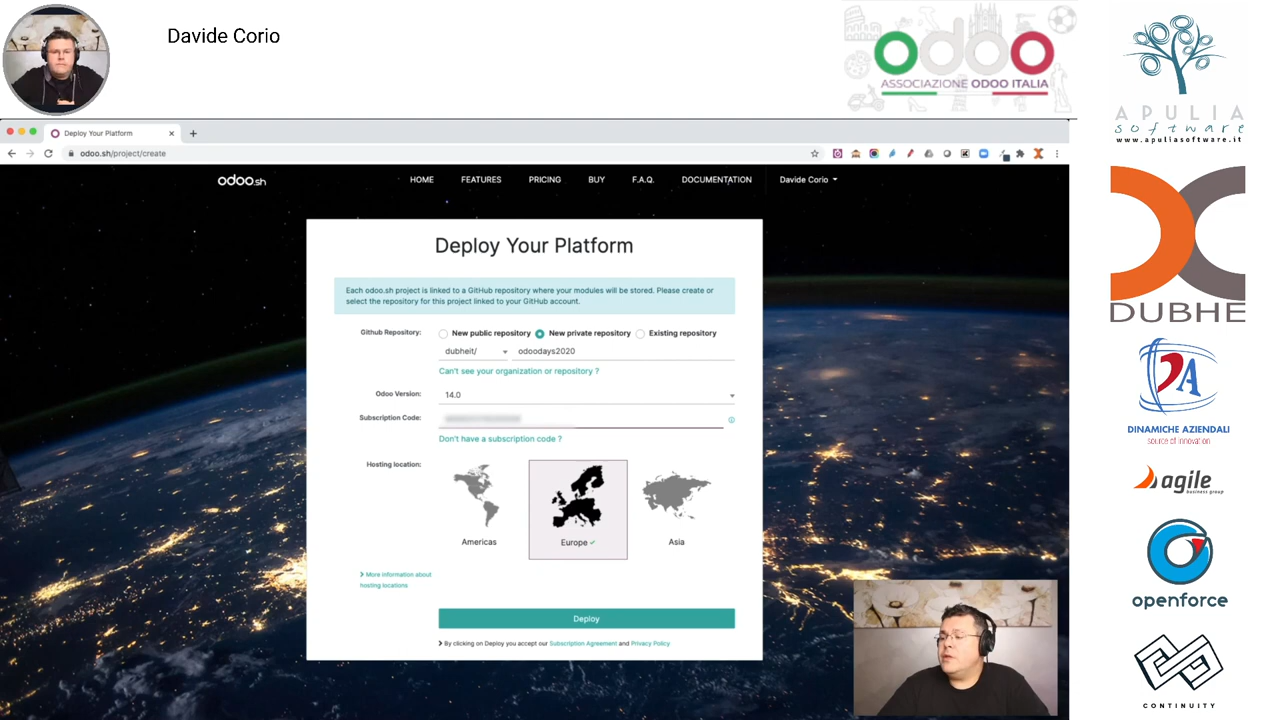 Davide Corio
odoo
ASSOCIAZIONE ODOO ITALIA
APULIA
software
www.apuliasoftware.it
Deploy Your Platform
odoo.sh/project/create
odoo.sh
HOME
FEATURES
PRICING
BUY
F.A.Q.
DOCUMENTATION
Davide Corio
Deploy Your Platform
Each odoo.sh project is linked to a GitHub repository where your modules will be stored. Please create or
select the repository for this project linked to your GitHub account.
Github Repository:
New public repository
New private repository
Existing repository
dubheit/
odoodays2020
Can't see your organization or repository ?
Odoo Version:
14.0
Subscription Code:
Don't have a subscription code ?
Hosting location:
Americas
Europe
Asia
More information about
hosting locations
Deploy
By clicking on Deploy you accept our Subscription Agreement and Privacy Policy
DUBHE
DINAMICHE AZIENDALI
source of innovation
agile
business group
openforce
CONTINUITY